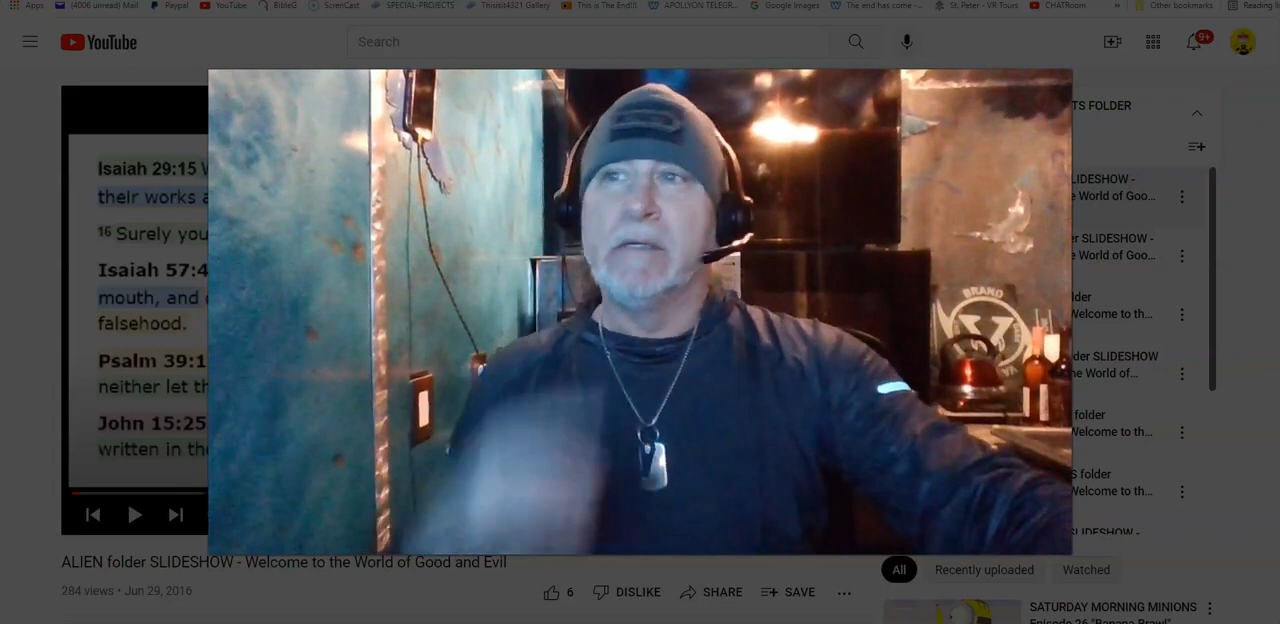 Apps (4006 unread) Mail Paypal YouTube BibleG ScienCast SPECIAL-PROJECTS Thisisit4321 Gallery This is The End!!! APOLLYON TELEGR... Google Images The end has come -... St. Peter - VR Tours CHATRoom » Other bookmarks Reading
YouTube
Search
9+
TS FOLDER
Isaiah 29:15 W
their works a
16 Surely you
Isaiah 57:4
mouth, and
falsehood.
Psalm 39:1
neither let th
John 15:25
written in the
LIDESHOW -
e World of Goo...
er SLIDESHOW -
e World of Goo...
lder
Welcome to th...
der SLIDESHOW
he World of...
folder
Welcome to th...
S folder
Welcome to th...
BRAND
ALIEN folder SLIDESHOW - Welcome to the World of Good and Evil
284 views • Jun 29, 2016
6 DISLIKE SHARE SAVE ...
All Recently uploaded Watched
SATURDAY MORNING MINIONS
Episode 26 "Banana Brawl"